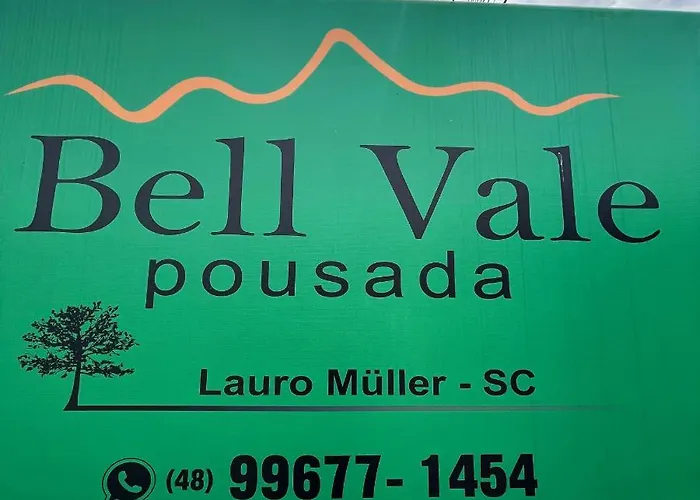 Bell Vale
pousada
Lauro Müller - SC
(48) 99677-1454